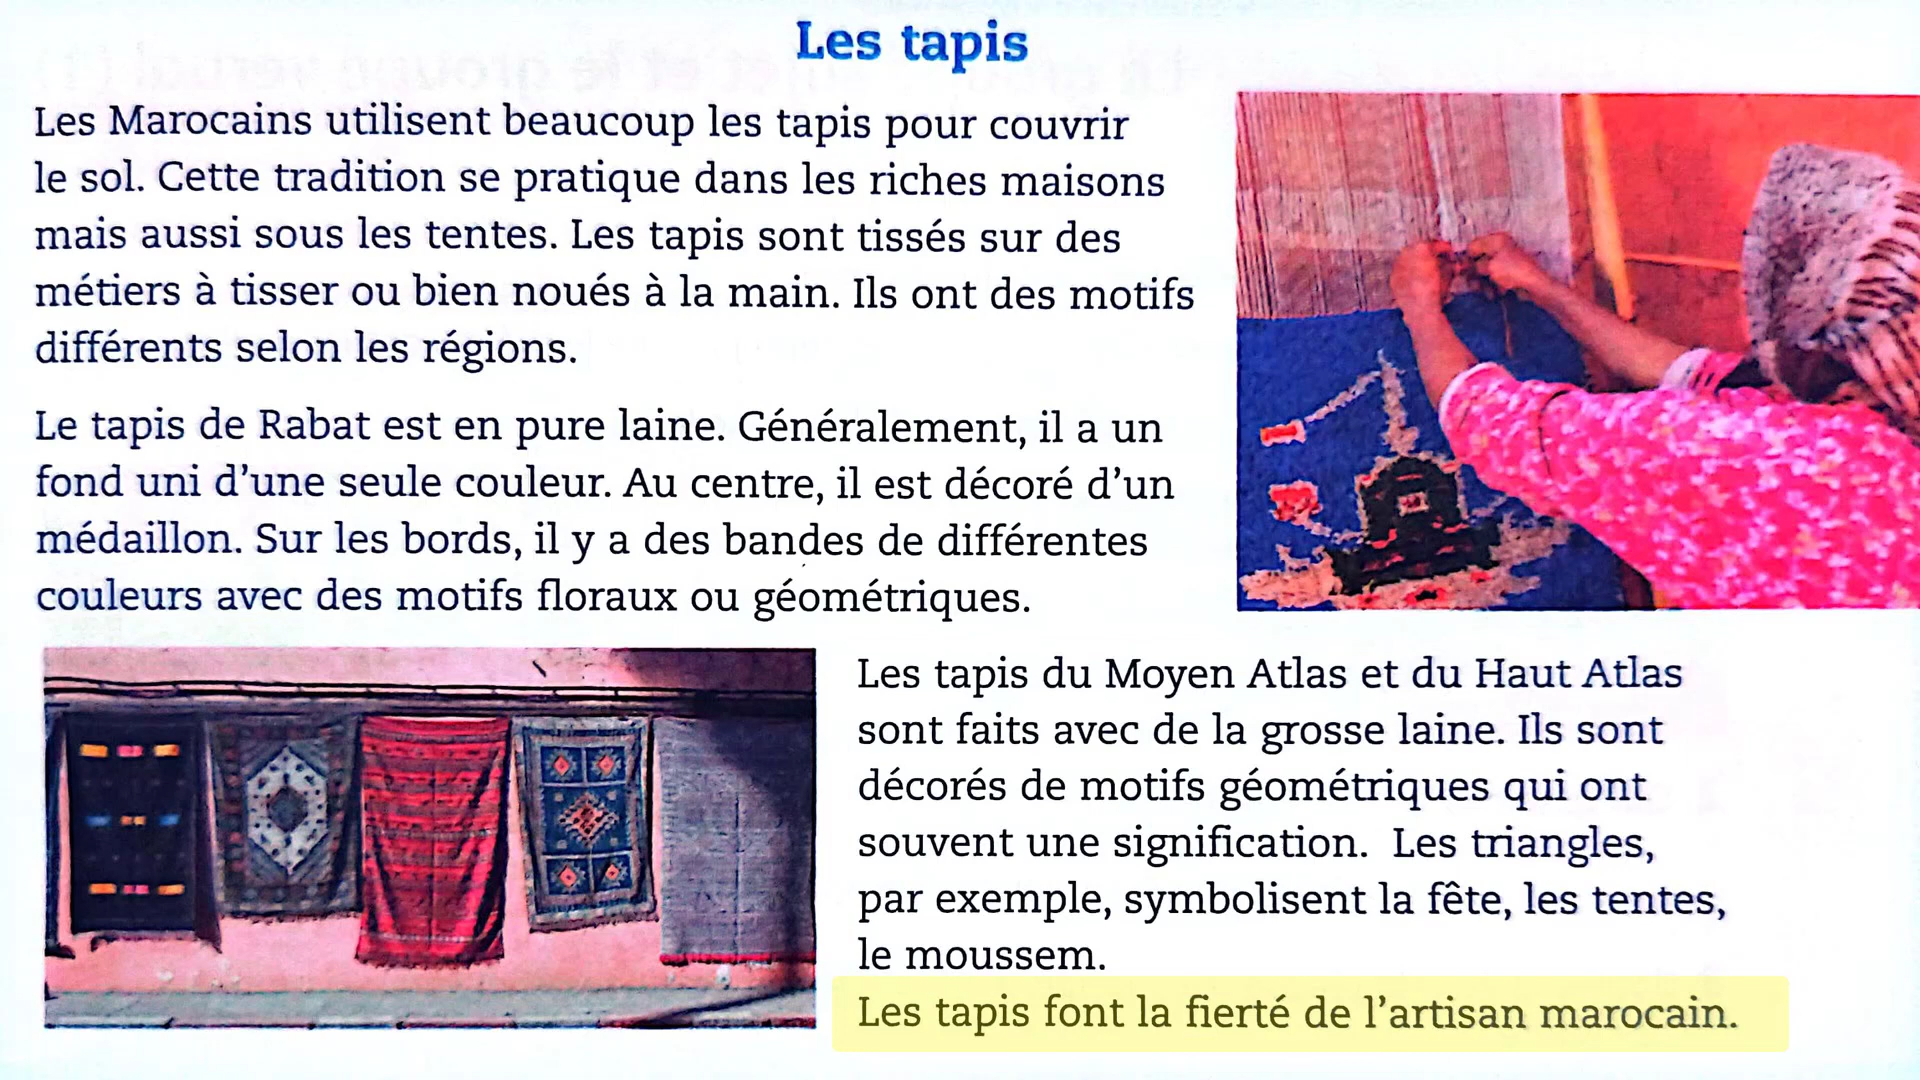 Les tapis
Les Marocains utilisent beaucoup les tapis pour couvrir
le sol. Cette tradition se pratique dans les riches maisons
mais aussi sous les tentes. Les tapis sont tissés sur des
métiers à tisser ou bien noués à la main. Ils ont des motifs
différents selon les régions.
Le tapis de Rabat est en pure laine. Généralement, il a un
fond uni d'une seule couleur. Au centre, il est décoré d'un
médaillon. Sur les bords, il y a des bandes de différentes
couleurs avec des motifs floraux ou géométriques.
Les tapis du Moyen Atlas et du Haut Atlas
sont faits avec de la grosse laine. Ils sont
décorés de motifs géométriques qui ont
souvent une signification. Les triangles,
par exemple, symbolisent la fête, les tentes,
le moussem.
Les tapis font la fierté de l'artisan marocain.